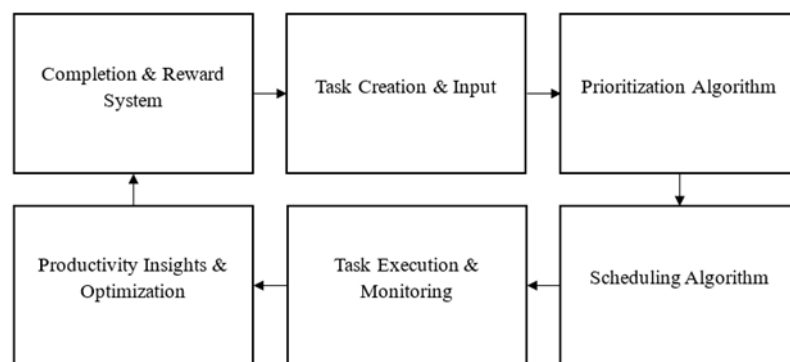 Completion & Reward
System
Task Creation & Input
Prioritization Algorithm
Productivity Insights &
Optimization
Task Execution &
Monitoring
Scheduling Algorithm